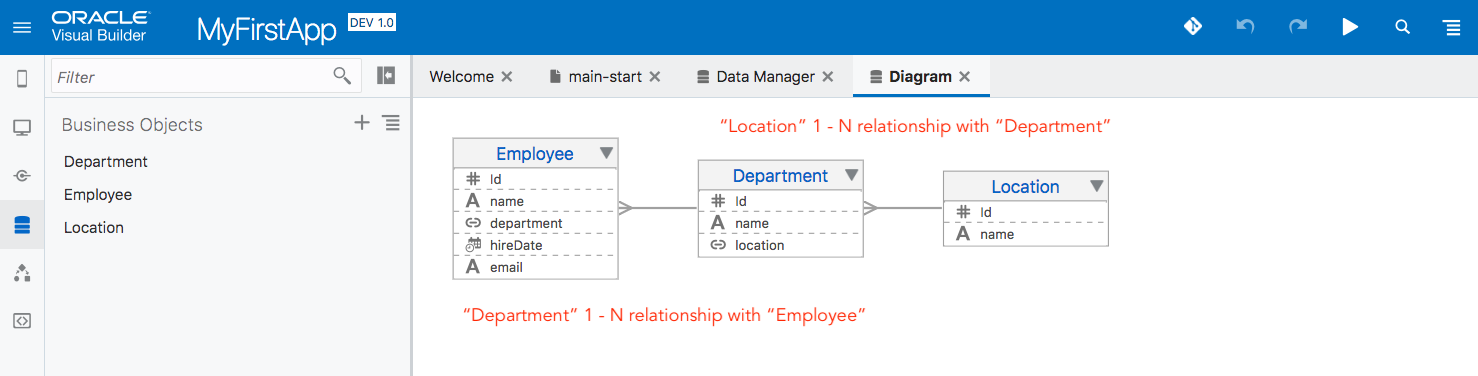 ORACLE
Visual Builder
MyFirstApp
DEV 1.0
Filter
Welcome
main-start
Data Manager
Diagram
Business Objects
Department
Employee
Location
“Location” 1 - N relationship with “Department”
Employee
Id
name
department
hireDate
email
Department
Id
name
location
Location
Id
name
“Department” 1 - N relationship with “Employee”